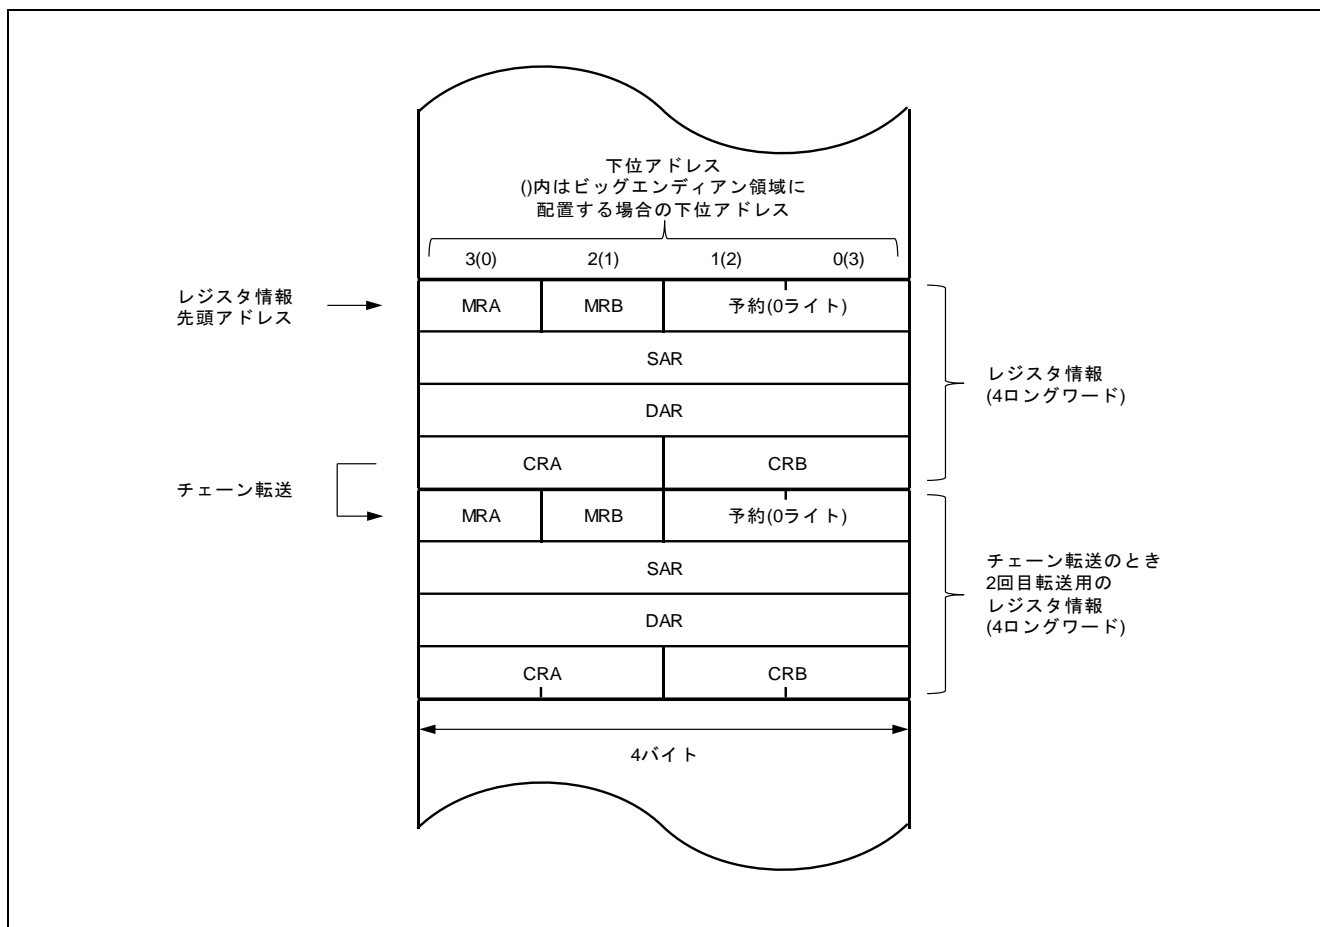 下位アドレス
()内はビッグエンディアン領域に
配置する場合の下位アドレス
3(0) 2(1) 1(2) 0(3)
レジスタ情報
先頭アドレス
MRA MRB 予約(0ライト)
SAR
DAR
CRA CRB
レジスタ情報
(4ロングワード)
チェーン転送
MRA MRB 予約(0ライト)
SAR
DAR
CRA CRB
チェーン転送のとき
2回目転送用の
レジスタ情報
(4ロングワード)
4バイト